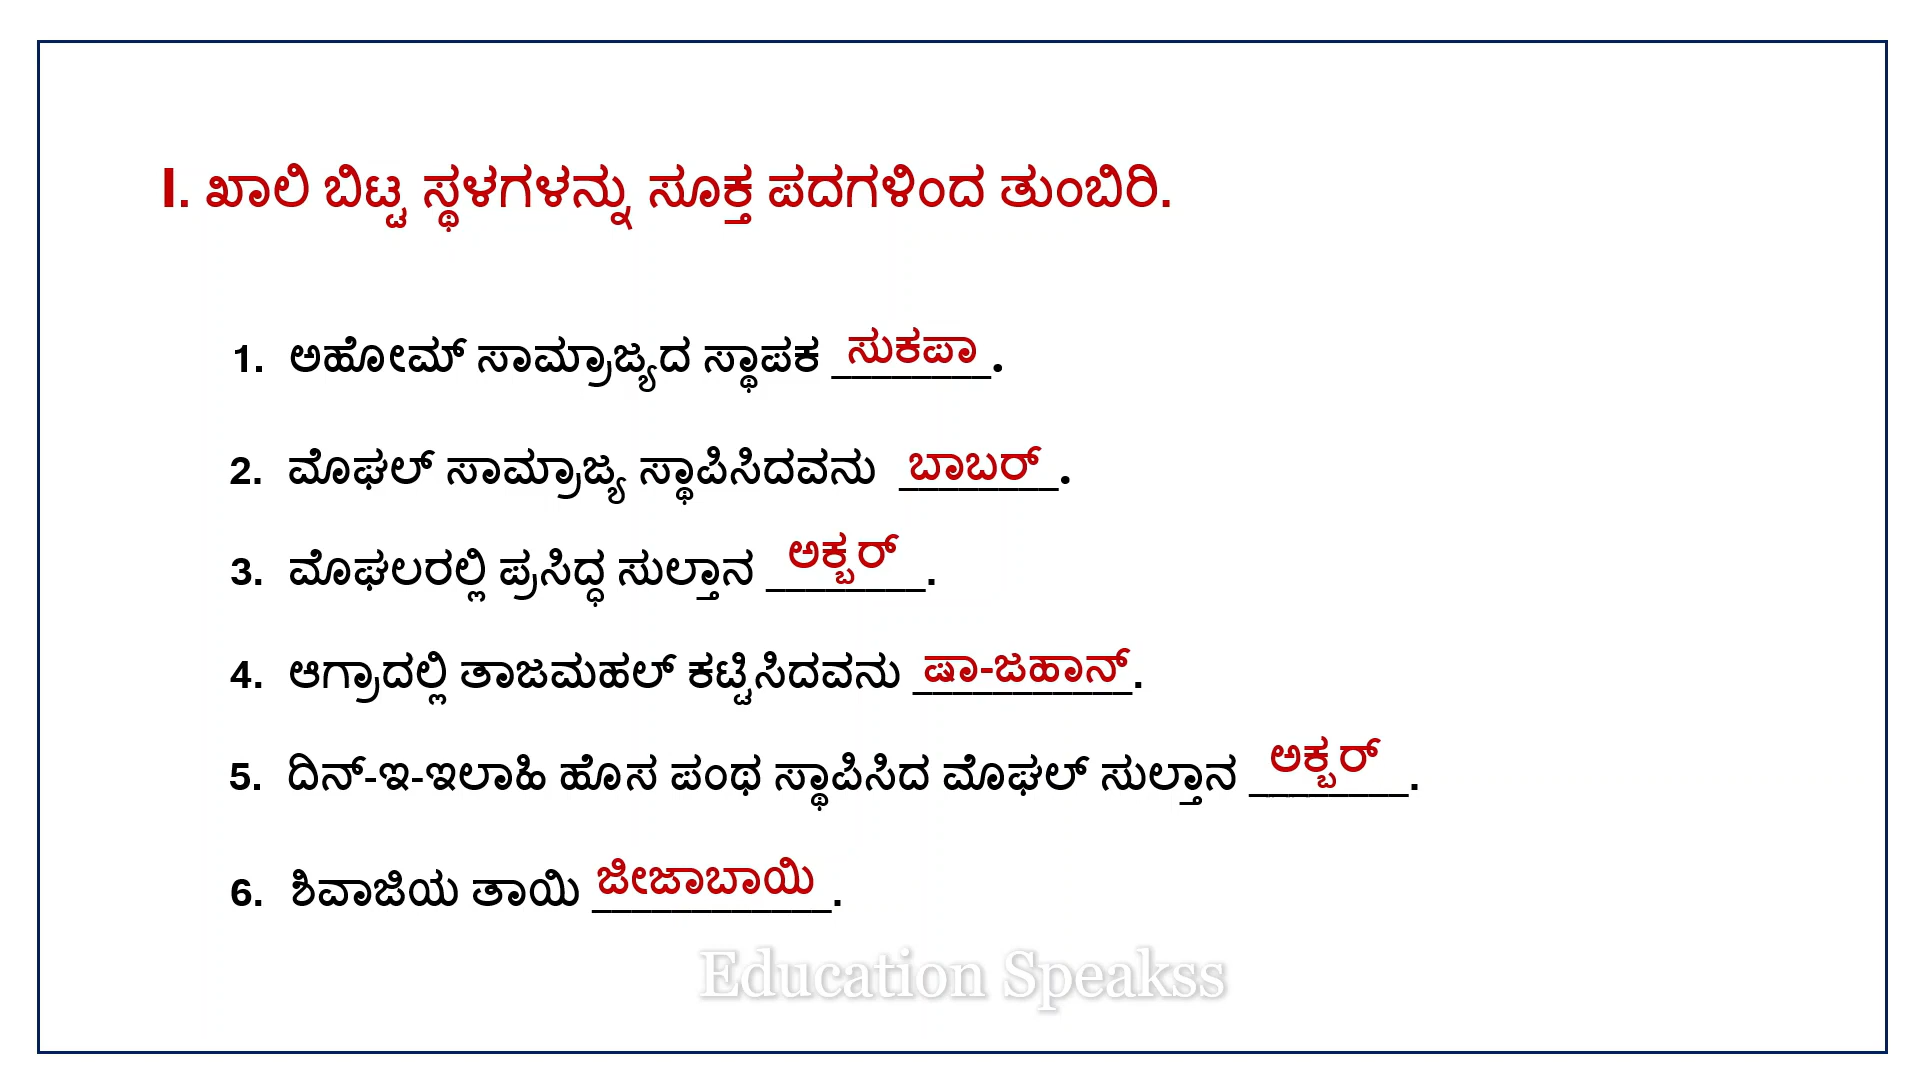 I. ಖಾಲಿ ಬಿಟ್ಟ ಸ್ಥಳಗಳನ್ನು ಸೂಕ್ತ ಪದಗಳಿಂದ ತುಂಬಿರಿ.
1. ಅಹೋಮ್ ಸಾಮ್ರಾಜ್ಯದ ಸ್ಥಾಪಕ ಸುಕಪಾ.
2. ಮೊಘಲ್ ಸಾಮ್ರಾಜ್ಯ ಸ್ಥಾಪಿಸಿದವನು ಬಾಬರ್.
3. ಮೊಘಲರಲ್ಲಿ ಪ್ರಸಿದ್ಧ ಸುಲ್ತಾನ ಅಕ್ಬರ್.
4. ಆಗ್ರಾದಲ್ಲಿ ತಾಜಮಹಲ್ ಕಟ್ಟಿಸಿದವನು ಷಾ-ಜಹಾನ್.
5. ದಿನ್-ಇ-ಇಲಾಹಿ ಹೊಸ ಪಂಥ ಸ್ಥಾಪಿಸಿದ ಮೊಘಲ್ ಸುಲ್ತಾನ ಅಕ್ಬರ್.
6. ಶಿವಾಜಿಯ ತಾಯಿ ಜೀಜಾಬಾಯಿ.
Education Speakss